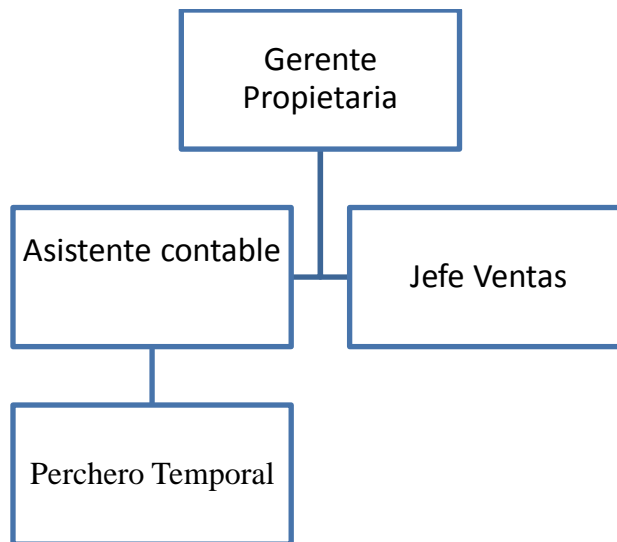 Gerente
Propietaria
Asistente contable
Jefe Ventas
Perchero Temporal